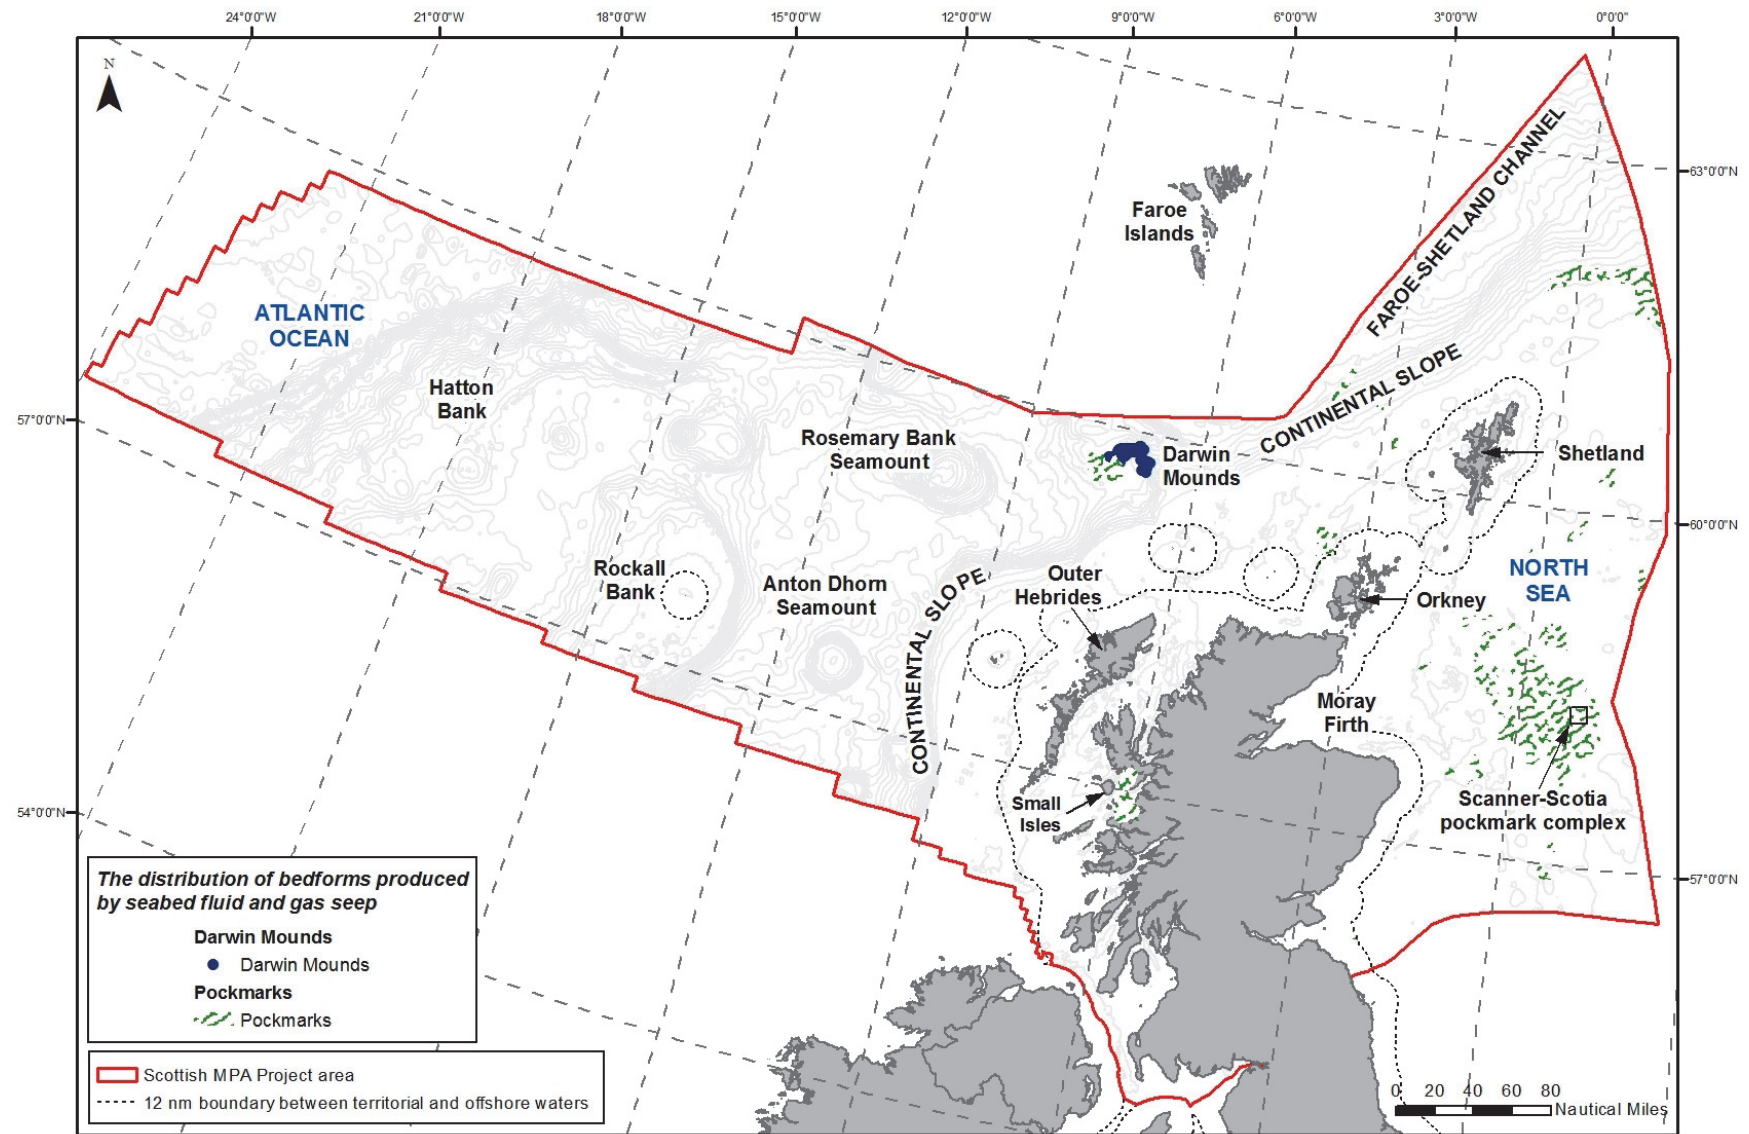 24°0'0"W 21°0'0"W 18°0'0"W 15°0'0"W 12°0'0"W 9°0'0"W 6°0'0"W 3°0'0"W 0°0'0"
N
63°0'0"N
FAROE-SHETLAND CHANNEL
Faroe
Islands
ATLANTIC
OCEAN
Hatton
Bank
57°0'0"N
CONTINENTAL SLOPE
Rosemary Bank
Seamount
Darwin
Mounds
Shetland
60°0'0"N
Rockall
Bank
Anton Dhorn
Seamount
CONTINENTAL SLOPE
Outer
Hebrides
NORTH
SEA
Orkney
Moray
Firth
54°0'0"N
Small
Isles
Scanner-Scotia
pockmark complex
57°0'0"N
The distribution of bedforms produced
by seabed fluid and gas seep
Darwin Mounds
Darwin Mounds
Pockmarks
Pockmarks
Scottish MPA Project area
12 nm boundary between territorial and offshore waters
0 20 40 60 80
Nautical Miles